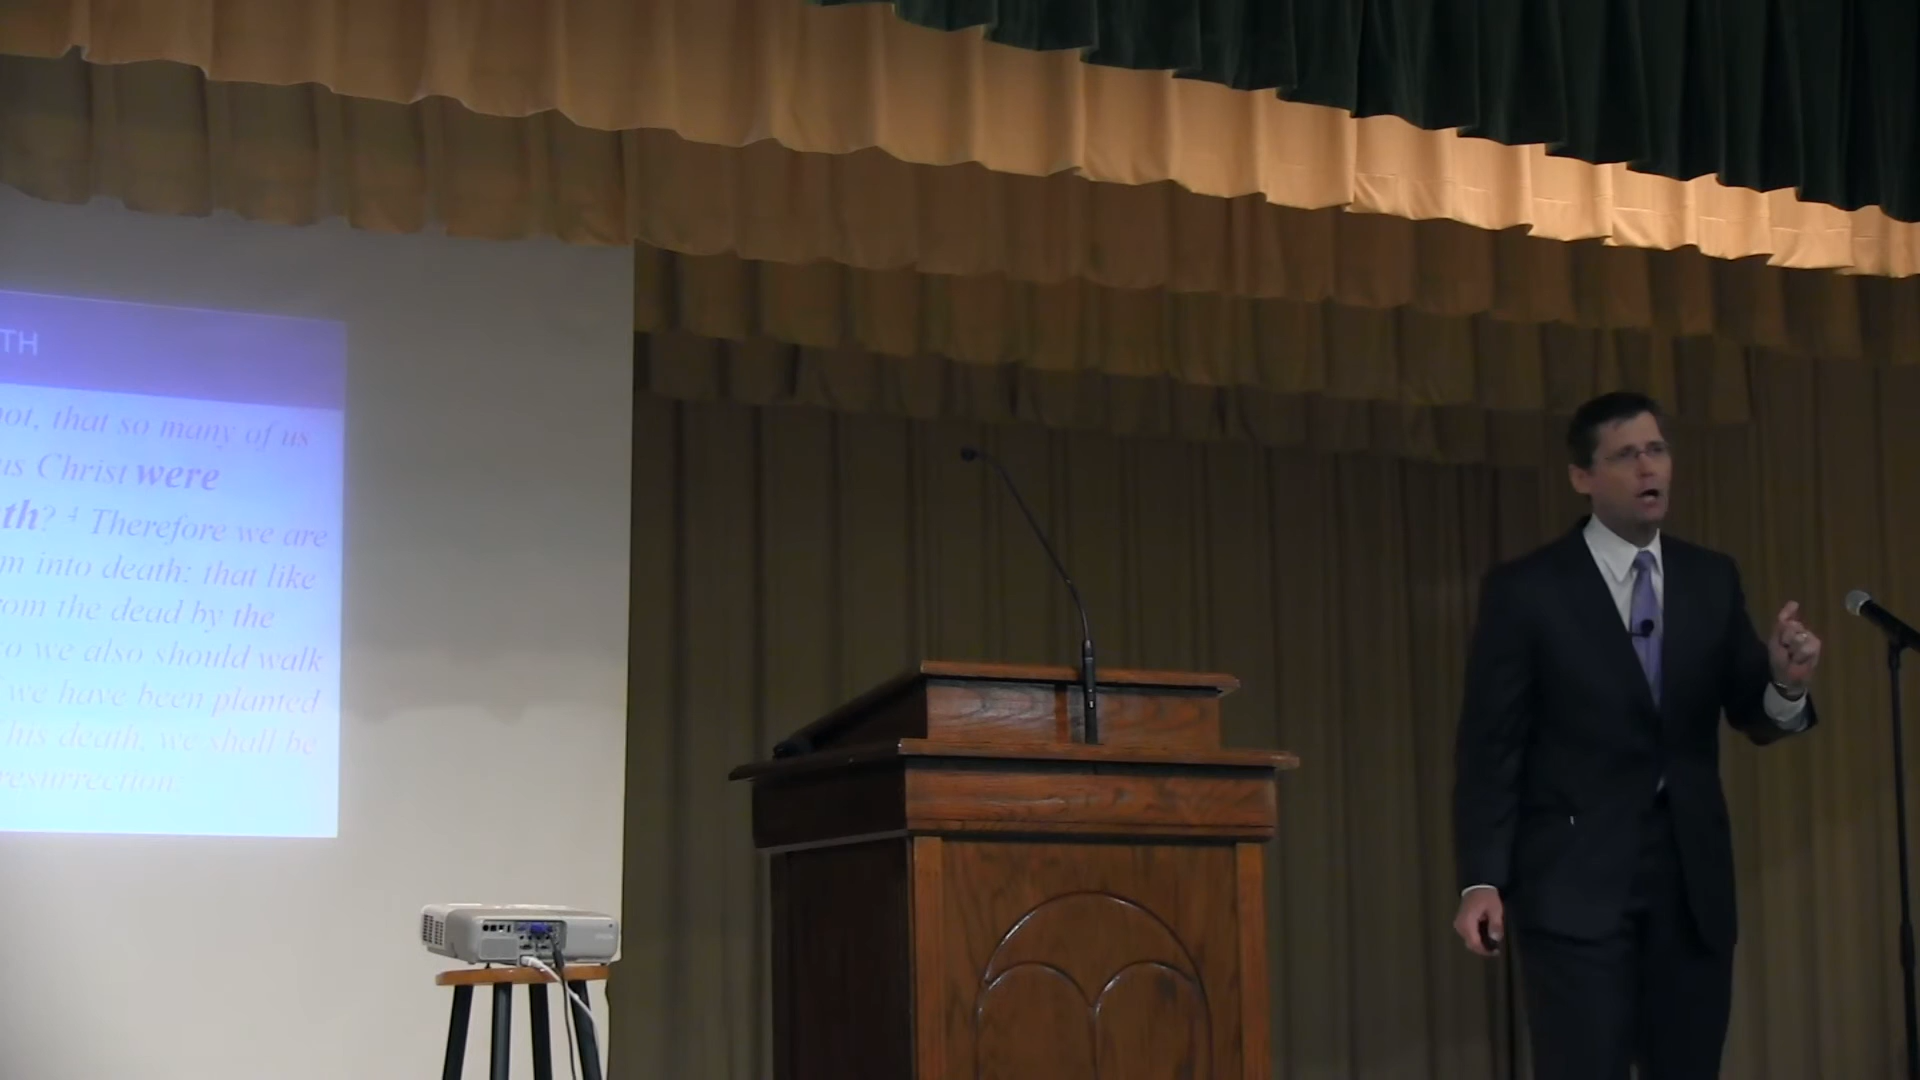 TH
not, that so many of us
us Christ were
th? 4 Therefore we are
m into death: that like
rom the dead by the
so we also should walk
we have been planted
his death, we shall be
resurrection: